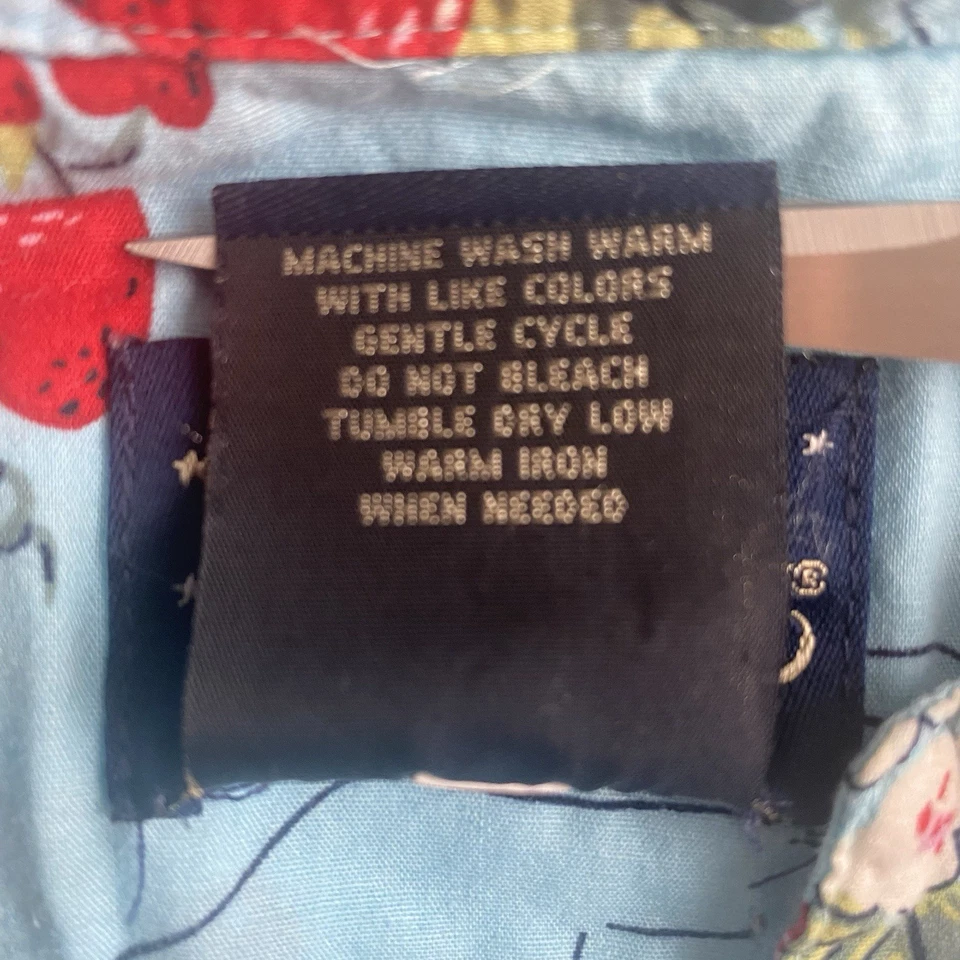 MACHINE WASH WARM
WITH LIKE COLORS
GENTLE CYCLE
DO NOT BLEACH
TUMBLE DRY LOW
WARM IRON
WHEN NEEDED
®